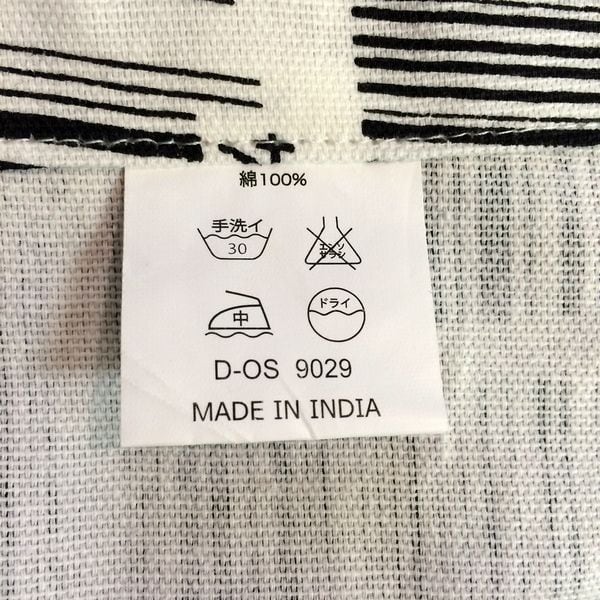 綿100%
手洗イ
30
エンソ
サラシ
中
ドライ
D-OS 9029
MADE IN INDIA